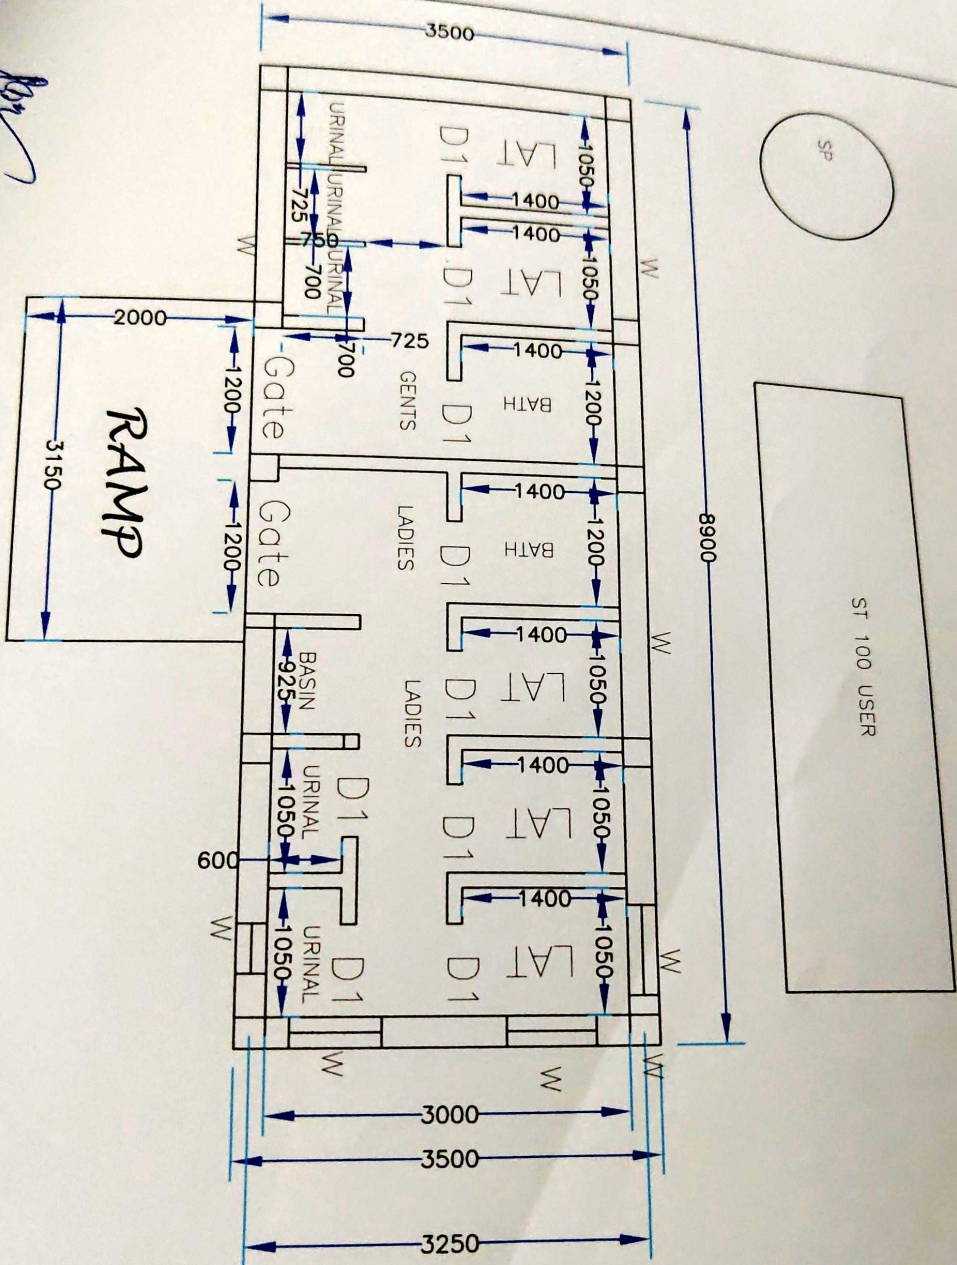 3500
SP
1050
LAT
D1
URINAL
1400
URINAL
725
1400
W
W
750
URINAL
1050
LAT
D1
700
2000
725
700
1400
1200
BATH
D1
GENTS
Gate
1200
3150
RAMP
8900
1400
1200
BATH
D1
LADIES
Gate
1200
ST 100 USER
W
1400
1050
LAT
D1
LADIES
BASIN
925
1400
1050
LAT
D1
D1
URINAL
1050
600
1400
1050
LAT
D1
D1
URINAL
1050
W
W
W
W
W
3000
3500
3250